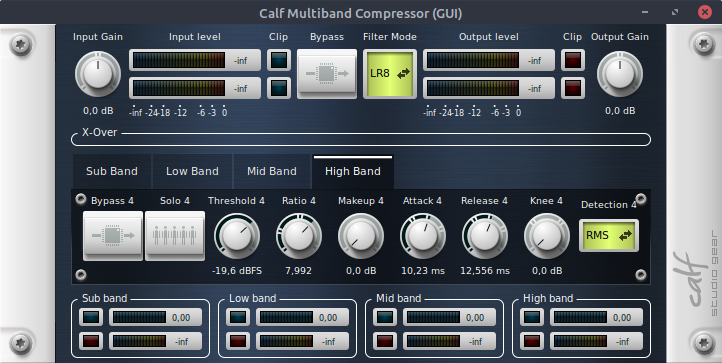 Calf Multiband Compressor (GUI)
Input Gain Input level Clip Bypass Filter Mode Output level Clip Output Gain
-inf -inf
LR8
-inf -inf
0,0 dB -inf -24 -18 -12 -6 -3 0 -inf -24 -18 -12 -6 -3 0 0,0 dB
X-Over
Sub Band Low Band Mid Band High Band
Bypass 4 Solo 4 Threshold 4 Ratio 4 Makeup 4 Attack 4 Release 4 Knee 4 Detection 4
RMS
-19,6 dBFS 7,992 0,0 dB 10,23 ms 12,556 ms 0,0 dB
calf
studio gear
Sub band Low band Mid band High band
0,00 0,00 0,00 0,00
-inf -inf -inf -inf